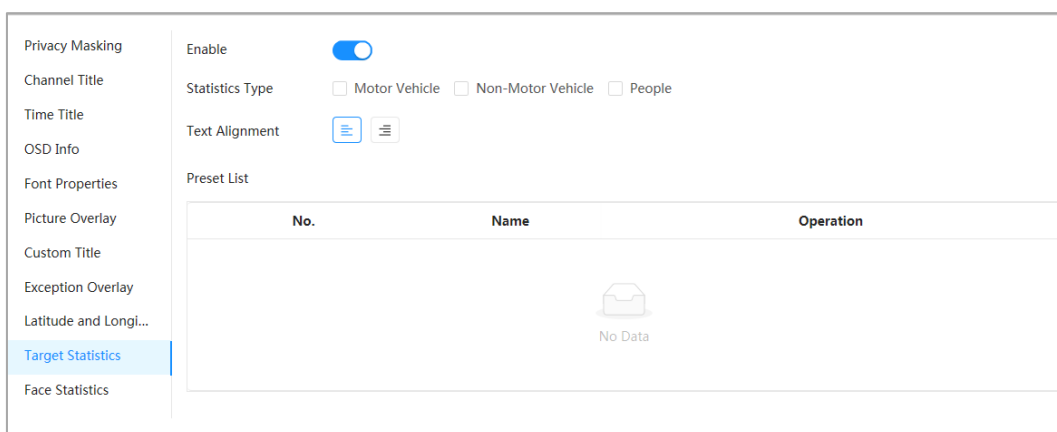 Privacy Masking
Channel Title
Time Title
OSD Info
Font Properties
Picture Overlay
Custom Title
Exception Overlay
Latitude and Longi...
Target Statistics
Face Statistics
Enable
Statistics Type Motor Vehicle Non-Motor Vehicle People
Text Alignment
Preset List
No. Name Operation
No Data